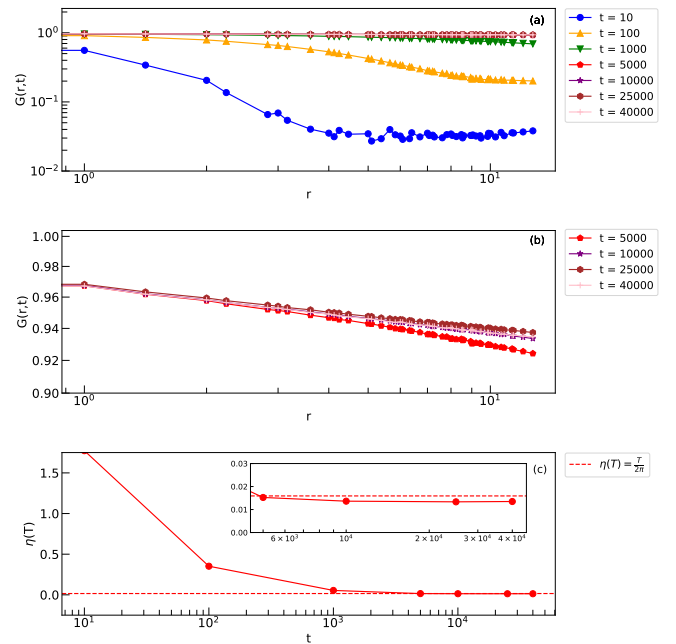 (a)
10⁰
10⁻¹
10⁻²
G(r,t)
10⁰
10¹
r
t = 10
t = 100
t = 1000
t = 5000
t = 10000
t = 25000
t = 40000
(b)
1.00
0.98
0.96
0.94
0.92
0.90
G(r,t)
10⁰
10¹
r
t = 5000
t = 10000
t = 25000
t = 40000
(c)
1.5
1.0
0.5
0.0
η(T)
0.03
0.02
0.01
0.00
6 × 10³
10⁴
2 × 10⁴
3 × 10⁴
4 × 10⁴
10¹
10²
10³
10⁴
t
η(T) = T/2π